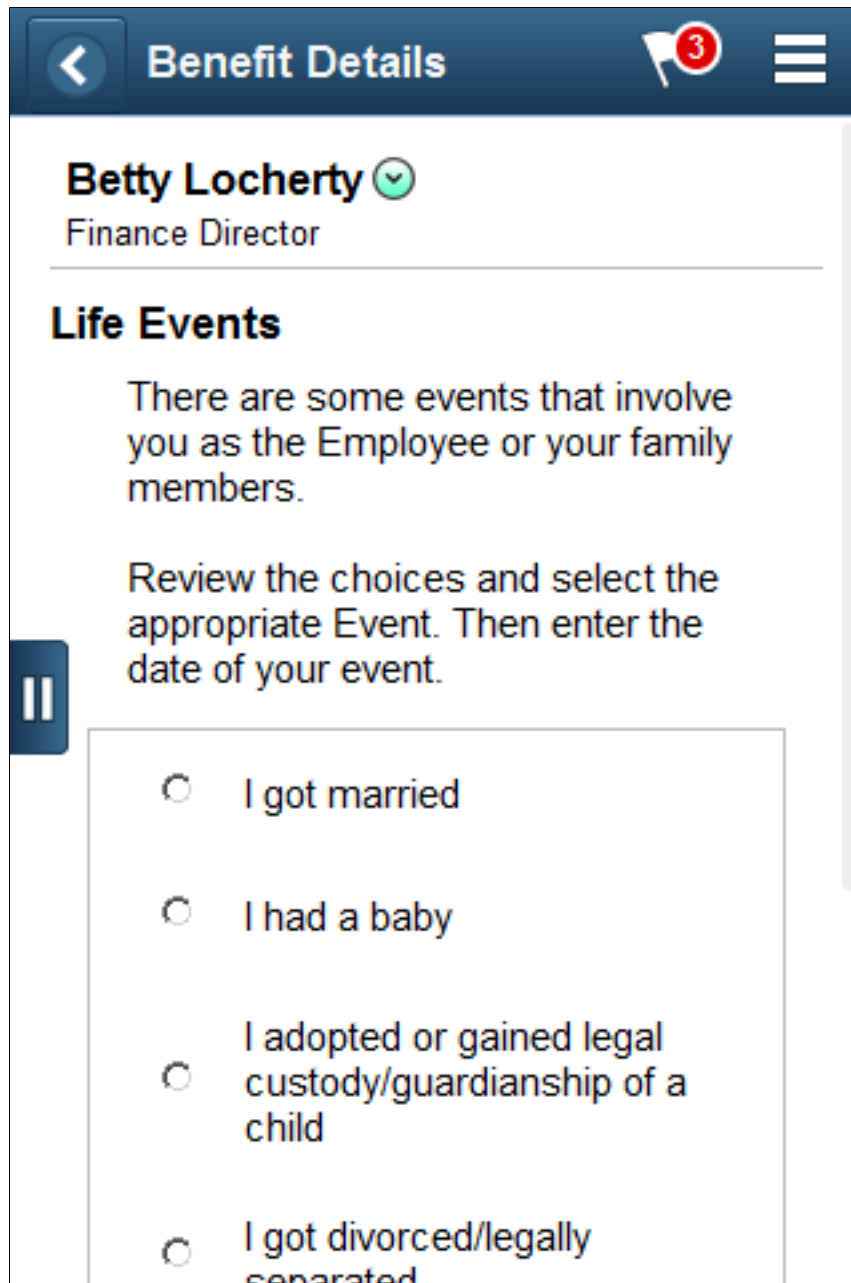 Benefit Details
3
Betty Locherty
Finance Director
Life Events
There are some events that involve
you as the Employee or your family
members.
Review the choices and select the
appropriate Event. Then enter the
date of your event.
I got married
I had a baby
I adopted or gained legal
custody/guardianship of a
child
I got divorced/legally
separated